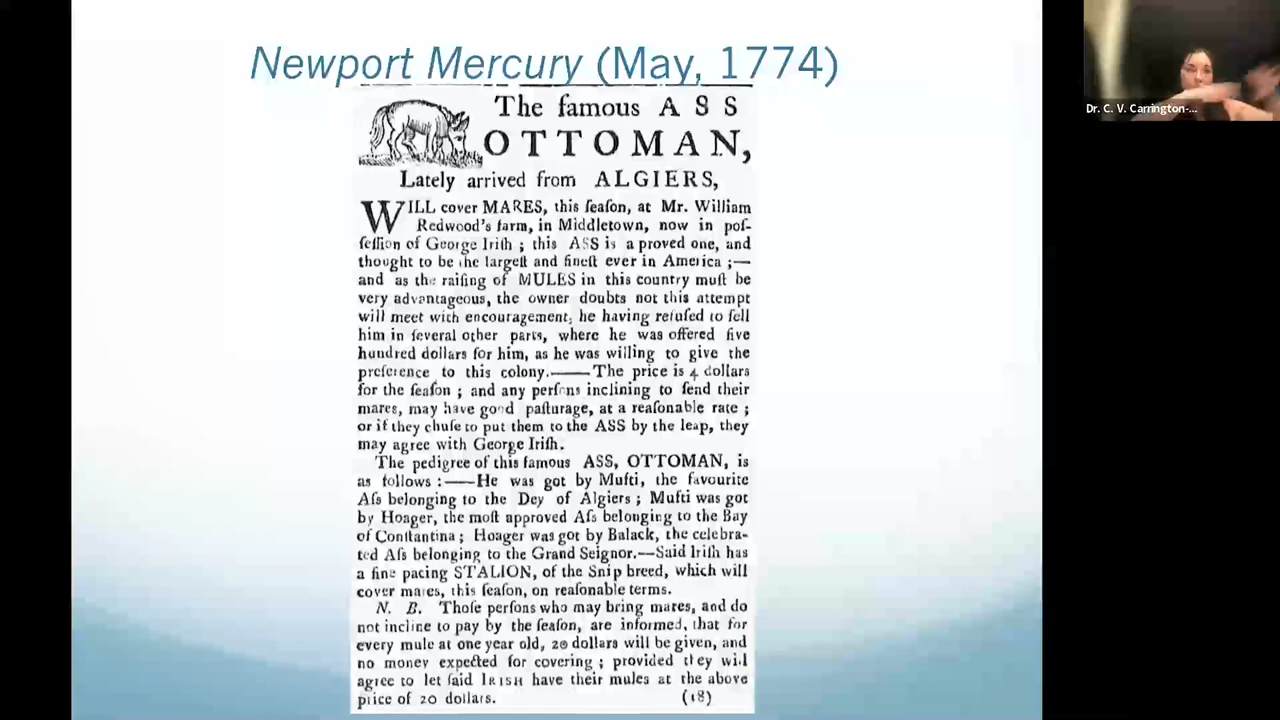 Newport Mercury (May, 1774)
The famous A S S
OTTOMAN,
Lately arrived from ALGIERS,
WILL cover MARES, this ſeaſon, at Mr. William
Redwood's farm, in Middletown, now in poſ-
ſeſſion of George Iriſh ; this ASS is a proved one, and
thought to be the largeſt and fineſt ever in America ;—
and as the raiſing of MULES in this country muſt be
very advantageous, the owner doubts not this attempt
will meet with encouragement, he having refuſed to ſell
him in ſeveral other parts, where he was offered five
hundred dollars for him, as he was willing to give the
preference to this colony.——The price is 4 dollars
for the ſeaſon ; and any perſons inclining to ſend their
mares, may have good paſturage, at a reaſonable rate ;
or if they chuſe to put them to the ASS by the leap, they
may agree with George Iriſh.
The pedigree of this famous ASS, OTTOMAN, is
as follows :——He was got by Mufti, the favourite
Aſs belonging to the Dey of Algiers ; Mufti was got
by Hoager, the moſt approved Aſs belonging to the Bay
of Conſtantina ; Hoager was got by Balack, the celebra-
ted Aſs belonging to the Grand Seignor.—Said Iriſh has
a fine pacing STALION, of the Snip breed, which will
cover mares, this ſeaſon, on reaſonable terms.
N. B. Thoſe perſons who may bring mares, and do
not incline to pay by the ſeaſon, are informed, that for
every mule at one year old, 20 dollars will be given, and
no money expected for covering ; provided they will
agree to let ſaid IRISH have their mules at the above
price of 20 dollars. (18)
Dr. C. V. Carrington-...